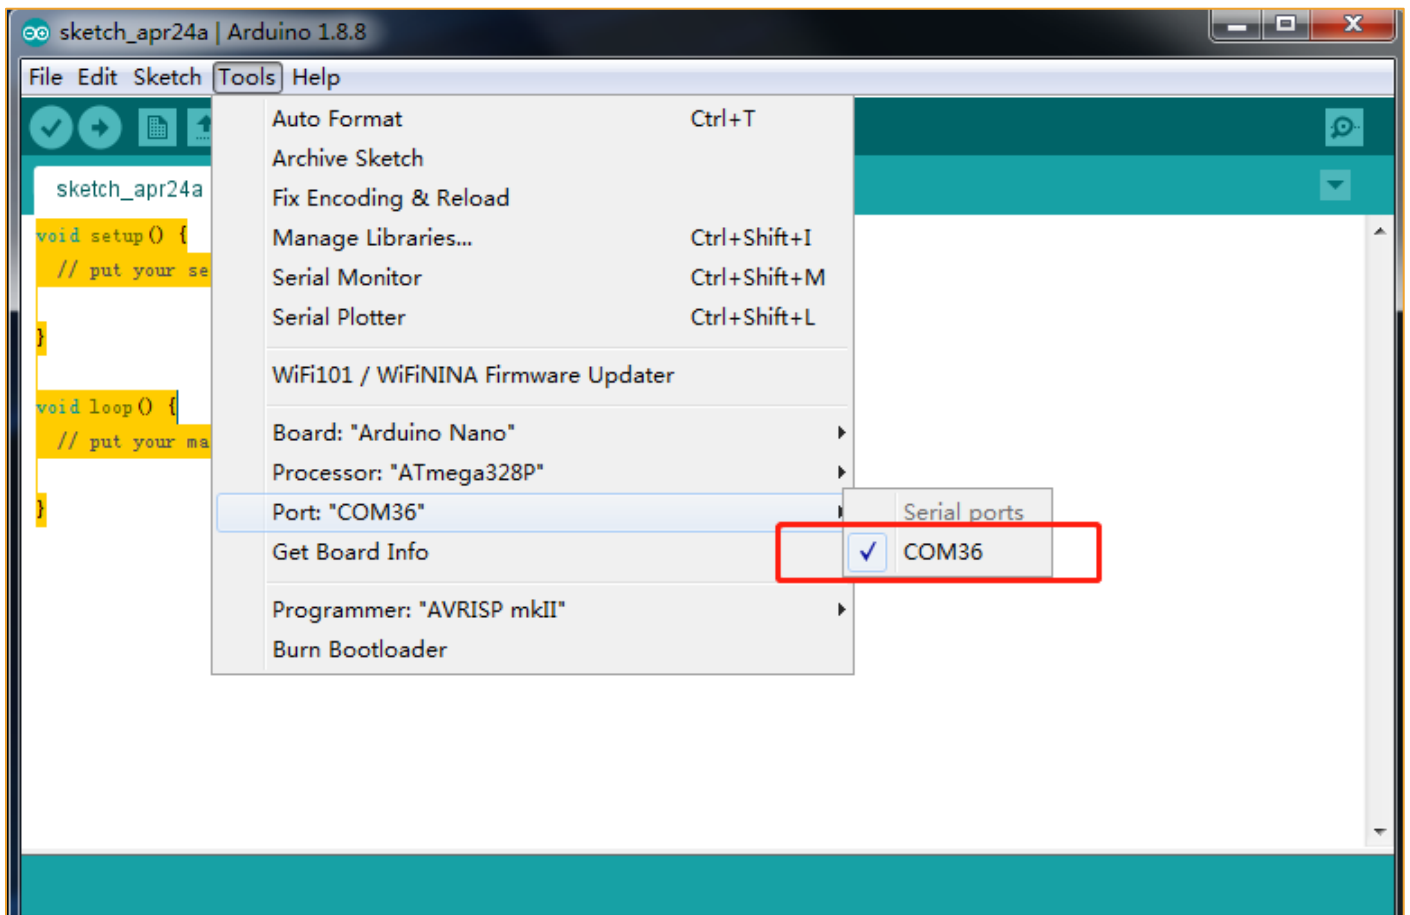 sketch_apr24a | Arduino 1.8.8
File Edit Sketch Tools Help
Auto Format Ctrl+T
Archive Sketch
sketch_apr24a
Fix Encoding & Reload
void setup() {
Manage Libraries... Ctrl+Shift+I
// put your se
Serial Monitor Ctrl+Shift+M
Serial Plotter Ctrl+Shift+L
}
WiFi101 / WiFiNINA Firmware Updater
void loop() {
Board: "Arduino Nano"
// put your ma
Processor: "ATmega328P"
}
Port: "COM36"
Serial ports
Get Board Info
COM36
Programmer: "AVRISP mkII"
Burn Bootloader